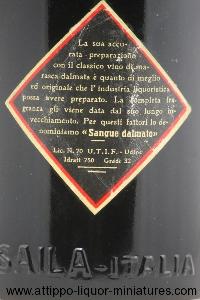 La sua accu-
rata preparazione
con il classico vino di ma-
rasca dalmata è quanto di meglio
ed originale che l'industria liquoristica
possa avere preparato. La completa fra-
granza gli viene data dal suo lungo in-
vecchiamento. Per questi fattori lo de-
nominiamo «Sangue dalmato»
Lic. N. 70 U. T. I. F. - Udine
Idrati 750 Gradi 32
SAILA - ITALIA
www.attippo-liquor-miniatures.com